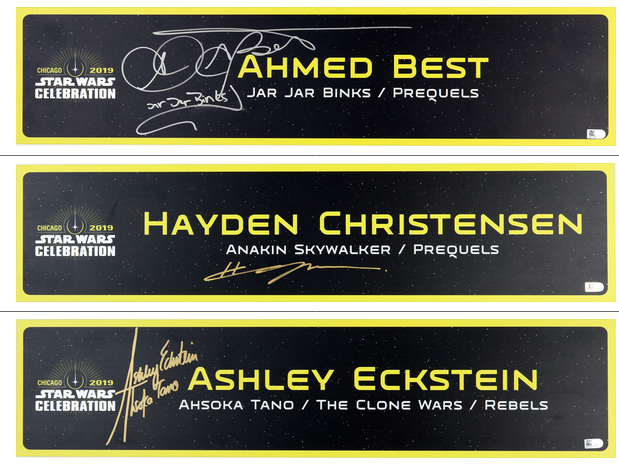 CHICAGO 2019
STAR WARS
CELEBRATION
Jar Jar Binks
AHMED BEST
JAR JAR BINKS / PREQUELS
CHICAGO 2019
STAR WARS
CELEBRATION
HAYDEN CHRISTENSEN
ANAKIN SKYWALKER / PREQUELS
CHICAGO 2019
STAR WARS
CELEBRATION
Ashley Eckstein
Ahsoka Tano
ASHLEY ECKSTEIN
AHSOKA TANO / THE CLONE WARS / REBELS